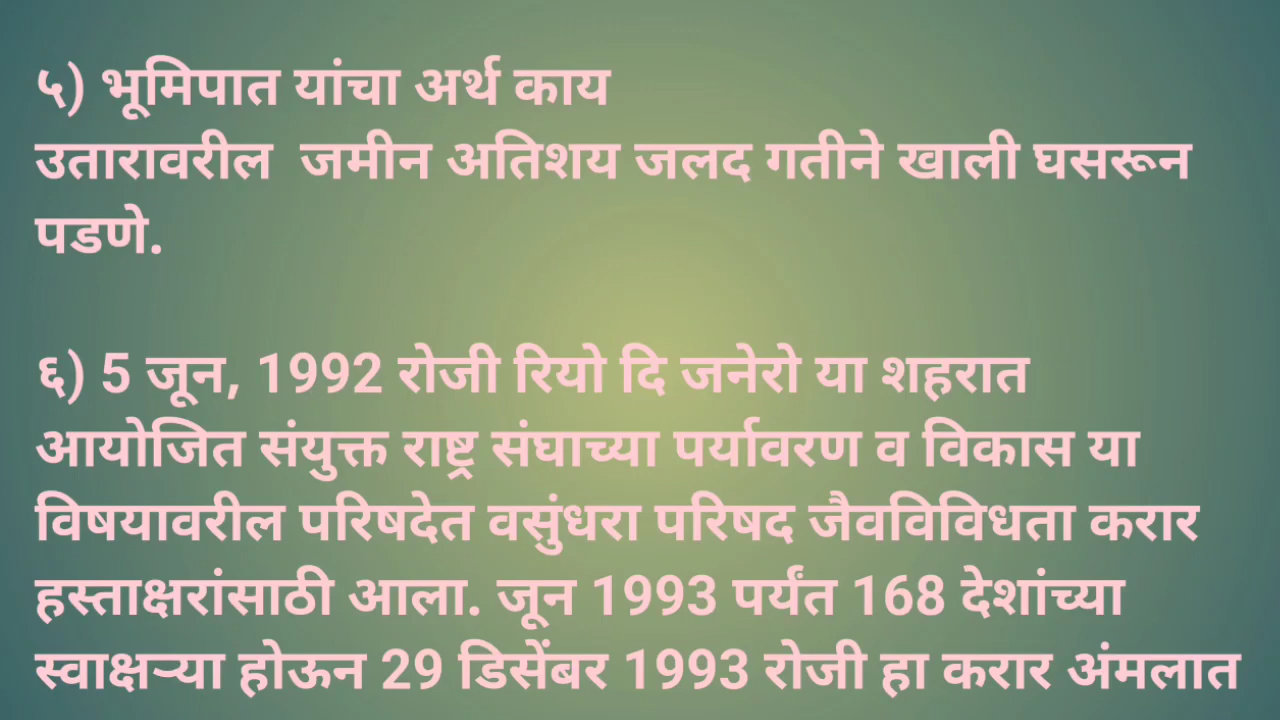 ५) भूमिपात यांचा अर्थ काय
उतारावरील जमीन अतिशय जलद गतीने खाली घसरून
पडणे.
६) 5 जून, 1992 रोजी रियो दि जनेरो या शहरात
आयोजित संयुक्त राष्ट्र संघाच्या पर्यावरण व विकास या
विषयावरील परिषदेत वसुंधरा परिषद जैवविविधता करार
हस्ताक्षरांसाठी आला. जून 1993 पर्यंत 168 देशांच्या
स्वाक्षऱ्या होऊन 29 डिसेंबर 1993 रोजी हा करार अंमलात